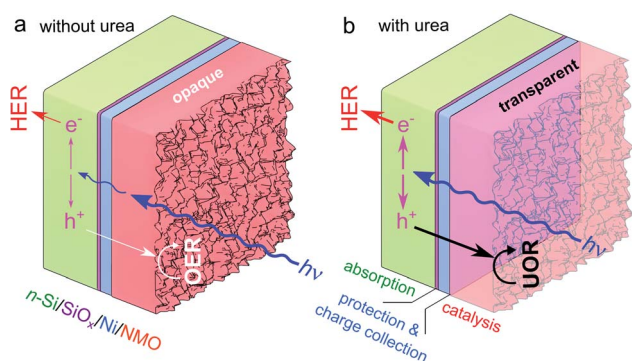 a without urea
opaque
HER
e-
h+
OER
hν
n-Si/SiOx/Ni/NMO
b with urea
transparent
HER
e-
h+
hν
UOR
absorption
protection &
charge collection
catalysis